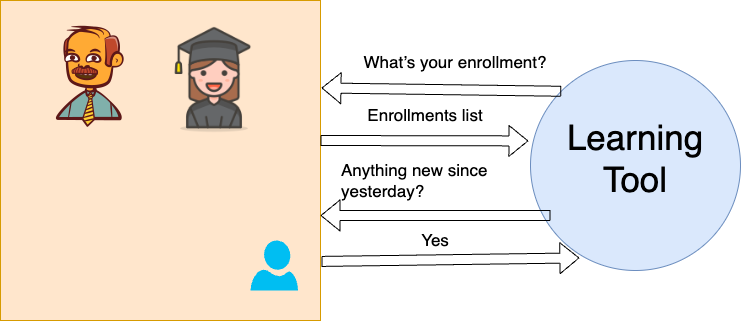 What's your enrollment?
Enrollments list
Anything new since
yesterday?
Yes
Learning
Tool